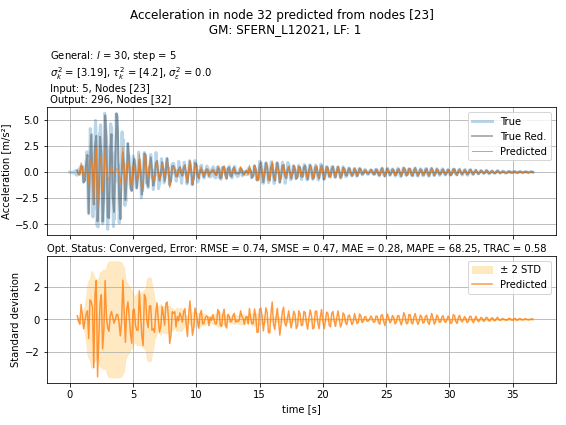 Acceleration in node 32 predicted from nodes [23]
GM: SFERN_L12021, LF: 1
General: l = 30, step = 5
σ²ₖ = [3.19], τ²ₖ = [4.2], σ²ε = 0.0
Input: 5, Nodes [23]
Output: 296, Nodes [32]
Acceleration [m/s²]
5.0
2.5
0.0
−2.5
−5.0
True
True Red.
Predicted
Opt. Status: Converged, Error: RMSE = 0.74, SMSE = 0.47, MAE = 0.28, MAPE = 68.25, TRAC = 0.58
Standard deviation
2
0
−2
± 2 STD
Predicted
0 5 10 15 20 25 30 35
time [s]